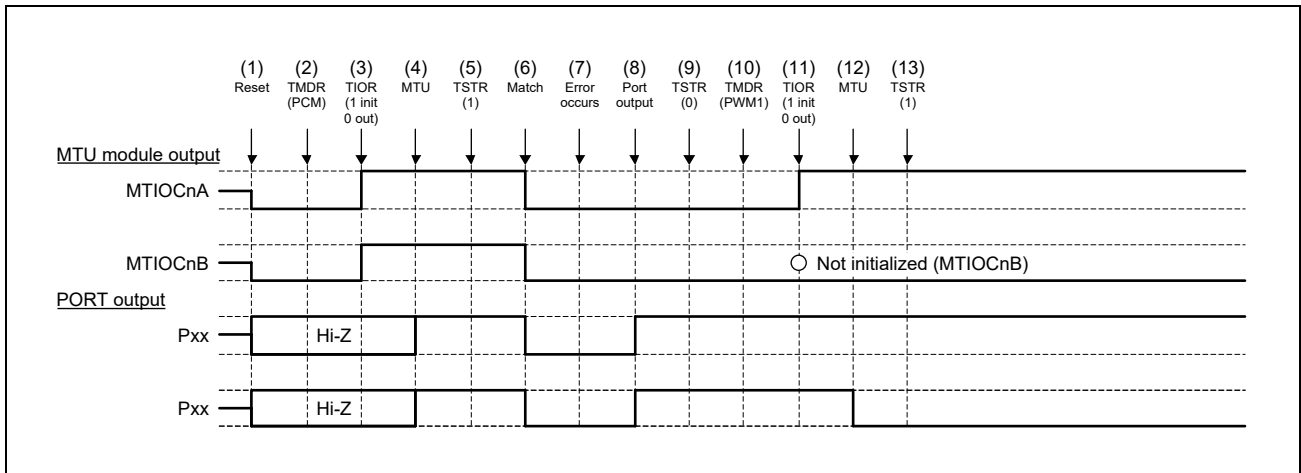 (1) (2) (3) (4) (5) (6) (7) (8) (9) (10) (11) (12) (13)
Reset TMDR TIOR MTU TSTR Match Error Port TSTR TMDR TIOR MTU TSTR
(PCM) (1 init (1) occurs output (0) (PWM1) (1 init (1)
0 out) 0 out)
MTU module output
MTIOCnA
MTIOCnB Not initialized (MTIOCnB)
PORT output
Pxx Hi-Z
Pxx Hi-Z